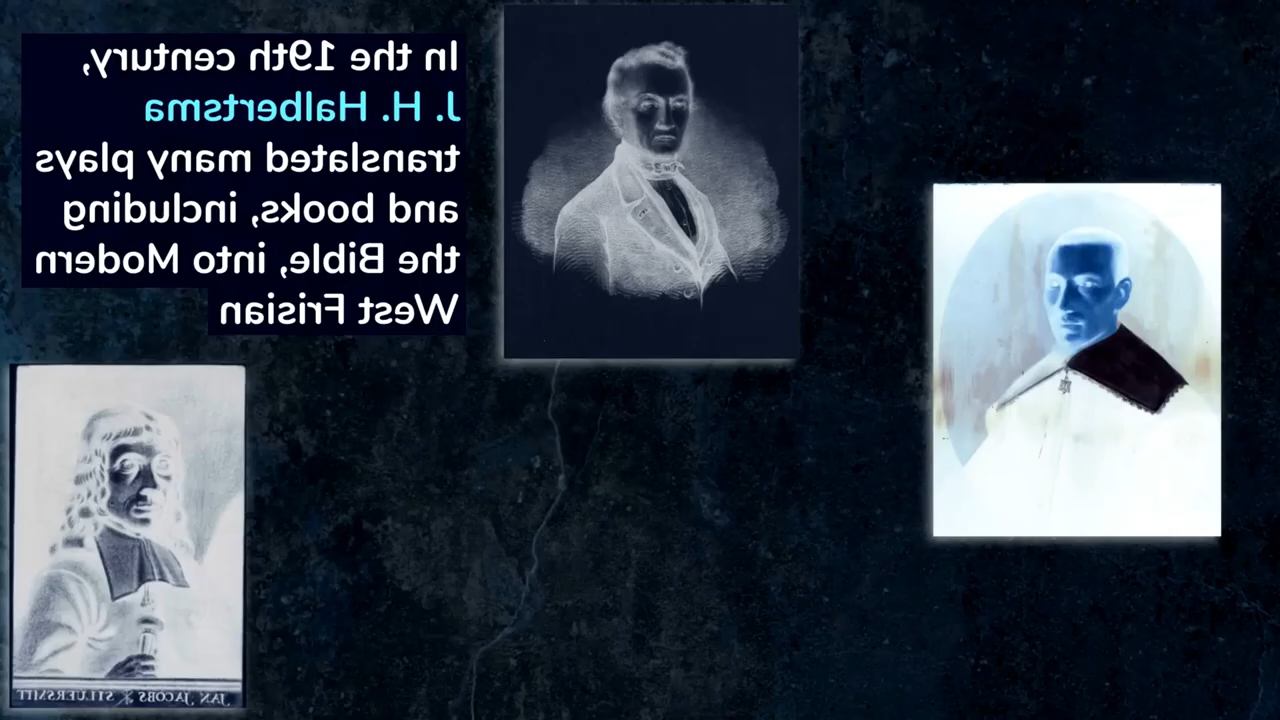 In the 19th century,
J. H. Halbertsma
translated many plays
and books, including
the Bible, into Modern
West Frisian
JAN JACOBS STILUERSMIT